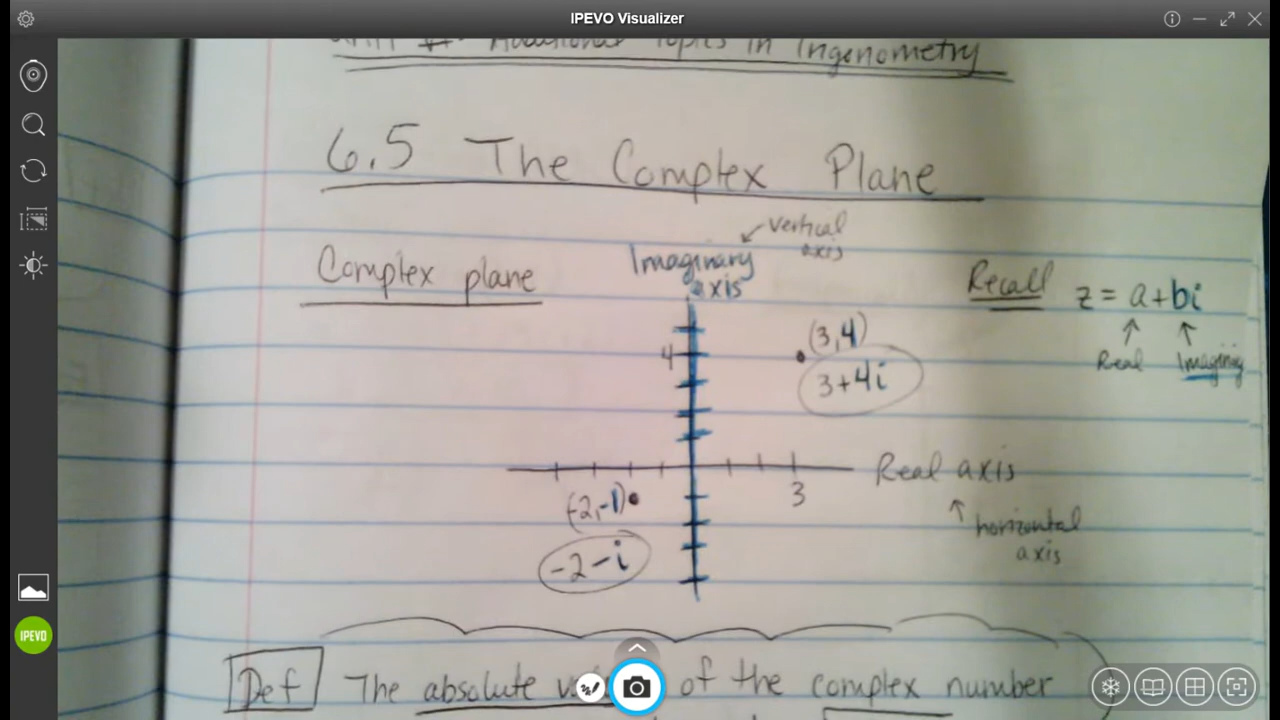 IPEVO Visualizer
Additional Topics in Trigonometry
6.5 The Complex Plane
vertical
axis
Complex plane
Imaginary
axis
Recall z = a+bi
Real Imaginary
(3,4)
4
3+4i
Real axis
3
(-2,-1)
horizontal
axis
-2-i
IPEVO
Def The absolute of the complex number